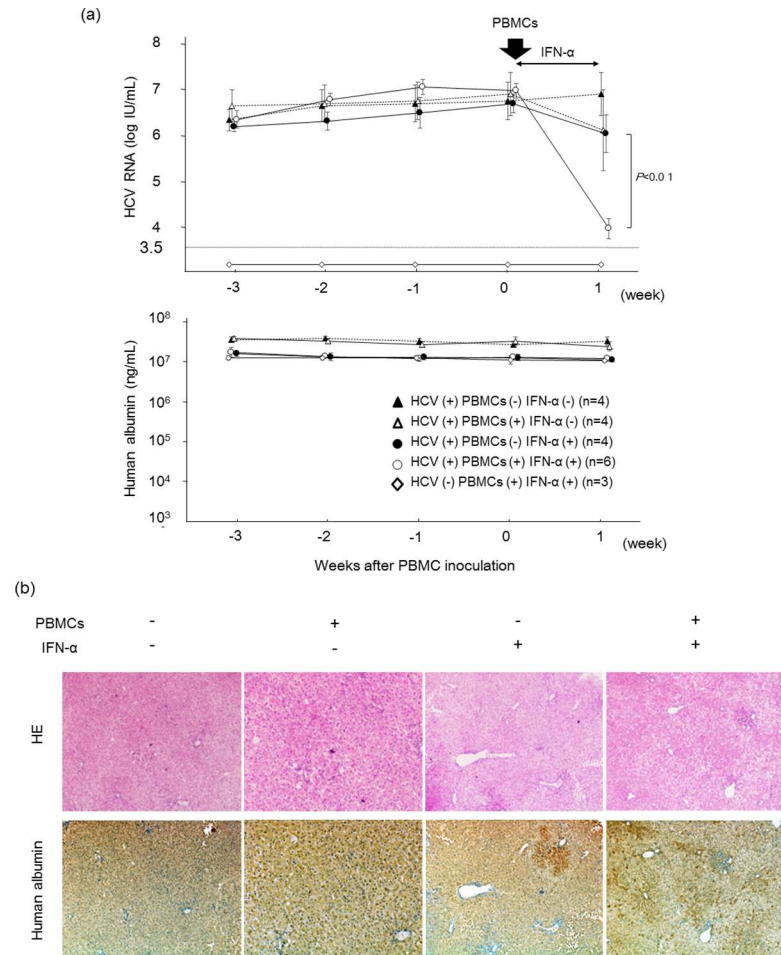 (a)
PBMCs
IFN-α
HCV RNA (log IU/mL)
8
7
6
5
4
3.5
P<0.0 1
-3 -2 -1 0 1 (week)
Human albumin (ng/mL)
10⁸
10⁷
10⁶
10⁵
10⁴
10³
▲ HCV (+) PBMCs (-) IFN-α (-) (n=4)
△ HCV (+) PBMCs (+) IFN-α (-) (n=4)
● HCV (+) PBMCs (-) IFN-α (+) (n=4)
○ HCV (+) PBMCs (+) IFN-α (+) (n=6)
◇ HCV (-) PBMCs (+) IFN-α (+) (n=3)
-3 -2 -1 0 1 (week)
Weeks after PBMC inoculation
(b)
PBMCs - + - +
IFN-α - - + +
HE
Human albumin